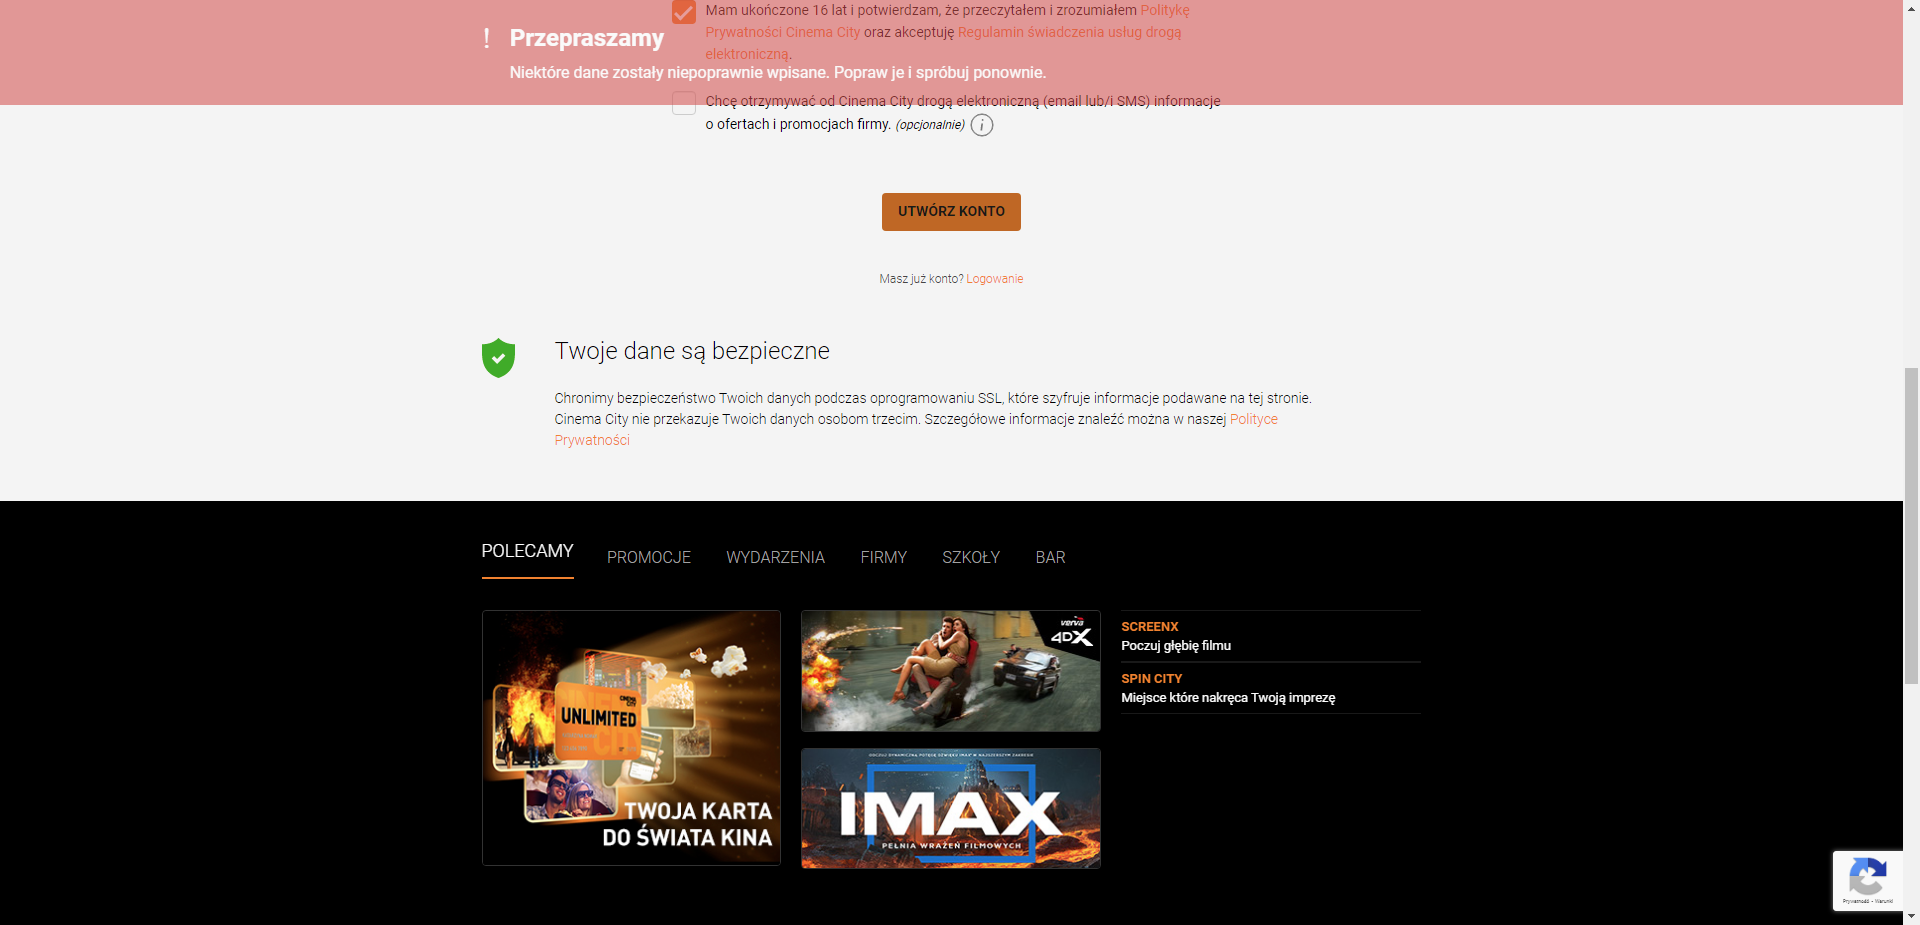 Mam ukończone 16 lat i potwierdzam, że przeczytałem i zrozumiałem Politykę
Prywatności Cinema City oraz akceptuję Regulamin świadczenia usług drogą
elektroniczną.
! Przepraszamy
Niektóre dane zostały niepoprawnie wpisane. Popraw je i spróbuj ponownie.
Chcę otrzymywać od Cinema City drogą elektroniczną (email lub/i SMS) informacje
o ofertach i promocjach firmy. (opcjonalnie) i
UTWÓRZ KONTO
Masz już konto? Logowanie
Twoje dane są bezpieczne
Chronimy bezpieczeństwo Twoich danych podczas oprogramowaniu SSL, które szyfruje informacje podawane na tej stronie.
Cinema City nie przekazuje Twoich danych osobom trzecim. Szczegółowe informacje znaleźć można w naszej Polityce
Prywatności
POLECAMY PROMOCJE WYDARZENIA FIRMY SZKOŁY BAR
CINEMA CITY
UNLIMITED
CITY
TWOJA KARTA
DO ŚWIATA KINA
verva
4DX
IMAX
PEŁNIA WRAŻEŃ FILMOWYCH
SCREENX
Poczuj głębię filmu
SPIN CITY
Miejsce które nakręca Twoją imprezę
Prywatność - Warunki